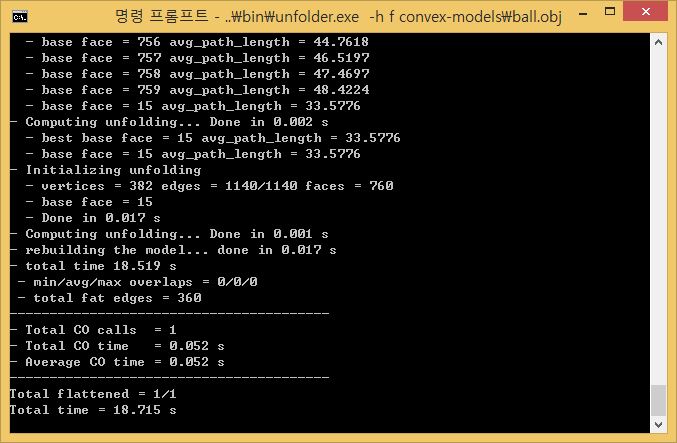 C:\.
명령 프롬프트 - ..₩bin₩unfolder.exe -h f convex-models₩ball.obj
- base face = 756 avg_path_length = 44.7618
- base face = 757 avg_path_length = 46.5197
- base face = 758 avg_path_length = 47.4697
- base face = 759 avg_path_length = 48.4224
- base face = 15 avg_path_length = 33.5776
- Computing unfolding... Done in 0.002 s
- best base face = 15 avg_path_length = 33.5776
- base face = 15 avg_path_length = 33.5776
- Initializing unfolding
- vertices = 382 edges = 1140/1140 faces = 760
- base face = 15
- Done in 0.017 s
- Computing unfolding... Done in 0.001 s
- rebuilding the model... done in 0.017 s
- total time 18.519 s
- min/avg/max overlaps = 0/0/0
- total fat edges = 360
----------------------------------------
- Total CO calls = 1
- Total CO time = 0.052 s
- Average CO time = 0.052 s
----------------------------------------
Total flattened = 1/1
Total time = 18.715 s